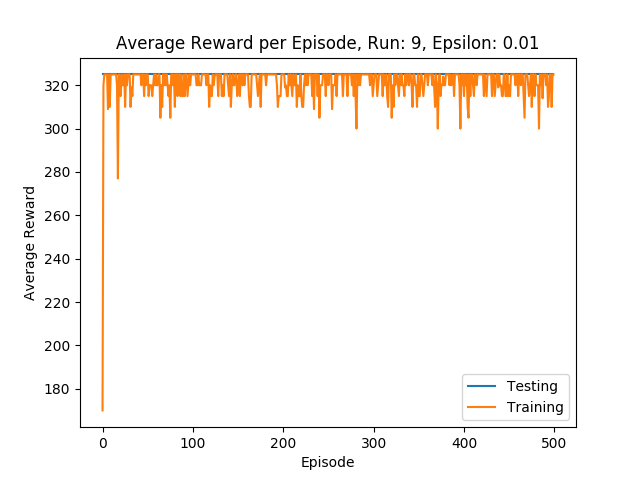 Average Reward per Episode, Run: 9, Epsilon: 0.01
Average Reward
320
300
280
260
240
220
200
180
0 100 200 300 400 500
Episode
Testing
Training